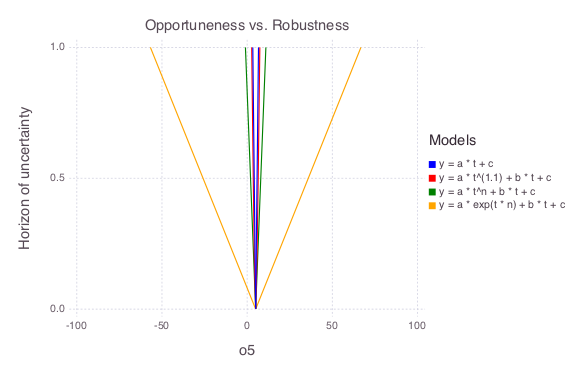 Opportuneness vs. Robustness
Horizon of uncertainty
1.0
0.5
0.0
-100
-50
0
50
100
o5
Models
y = a * t + c
y = a * t^(1.1) + b * t + c
y = a * t^n + b * t + c
y = a * exp(t * n) + b * t + c